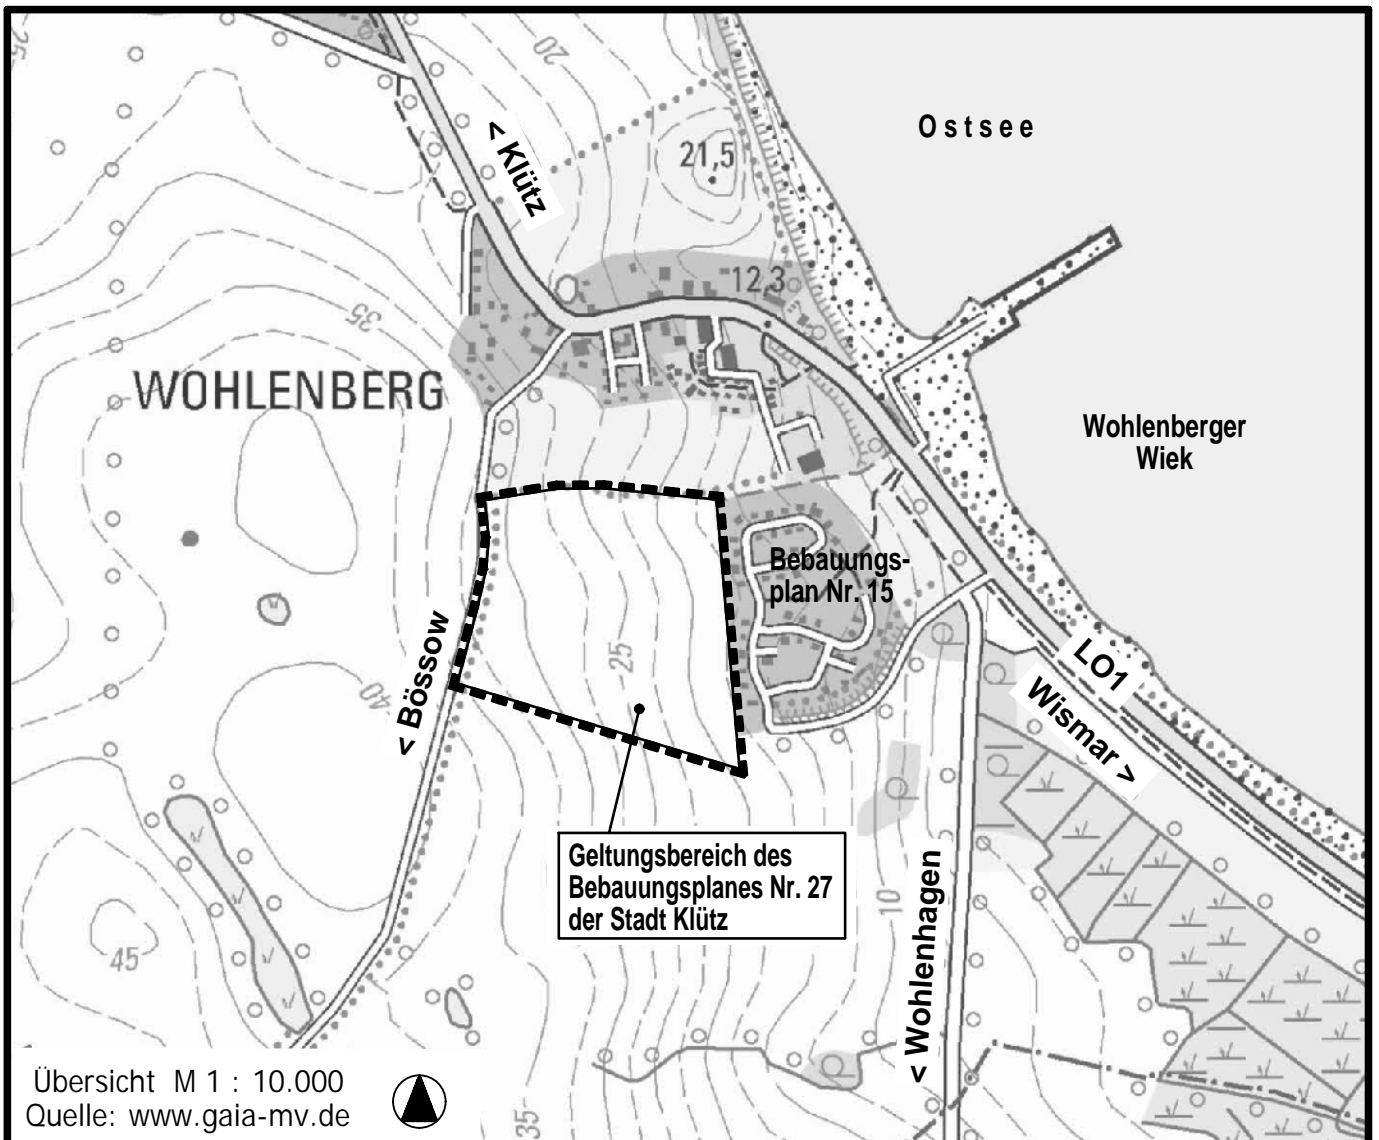 25
20
Ostsee
< Klütz
21,5
12,3
35
WOHLENBERG
Wohlenberger
Wiek
Bebauungs-
plan Nr. 15
< Bössow
25
40
LO1
Wismar >
Geltungsbereich des
Bebauungsplanes Nr. 27
der Stadt Klütz
10
< Wohlenhagen
45
35
Übersicht M 1 : 10.000
Quelle: www.gaia-mv.de